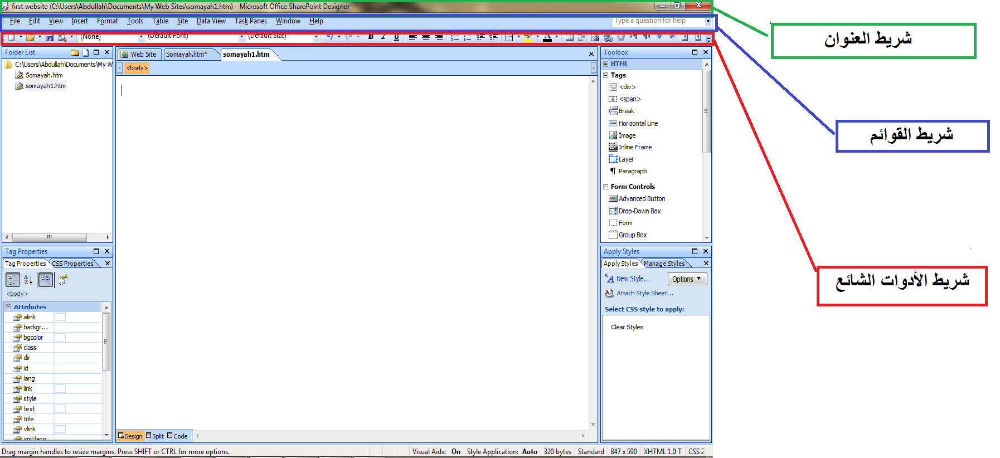 first website (C:\Users\Abdullah\Documents\My Web Sites\somayah1.htm) - Microsoft Office SharePoint Designer
File Edit View Insert Format Tools Table Site Data View Task Panes Window Help Type a question for help
(None) (Default Font) (Default Size) B I U A
شريط العنوان
شريط القوائم
شريط الأدوات الشائع
Folder List
C:\Users\Abdullah\Documents\My W
Somayah.htm
somayah1.htm
Web Site Somayah.htm* somayah1.htm
<body>
Toolbox
HTML
Tags
<div>
<span>
Break
Horizontal Line
Image
Inline Frame
Layer
Paragraph
Form Controls
Advanced Button
Drop-Down Box
Form
Group Box
Tag Properties
Tag Properties CSS Properties
<body>
Attributes
alink
backgr...
bgcolor
class
dir
id
lang
link
style
text
title
vlink
xml:lang
Apply Styles
Apply Styles Manage Styles
New Style... Options
Attach Style Sheet...
Select CSS style to apply:
Clear Styles
Design Split Code
Drag margin handles to resize margins. Press SHIFT or CTRL for more options.
Visual Aids: On Style Application: Auto 320 bytes Standard 847 x 590 XHTML 1.0 T CSS 2